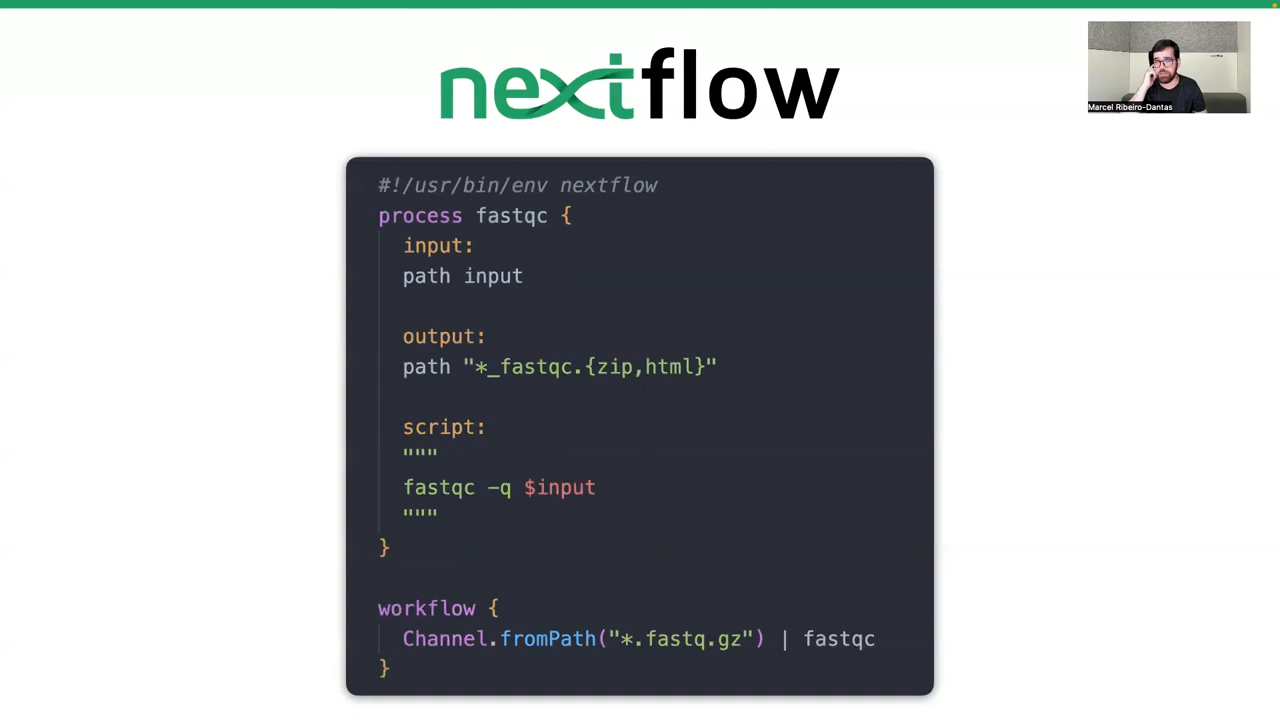 nextflow
Marcel Ribeiro-Dantas
#!/usr/bin/env nextflow
process fastqc {
  input:
  path input

  output:
  path "*_fastqc.{zip,html}"

  script:
  """
  fastqc -q $input
  """
}

workflow {
  Channel.fromPath("*.fastq.gz") | fastqc
}